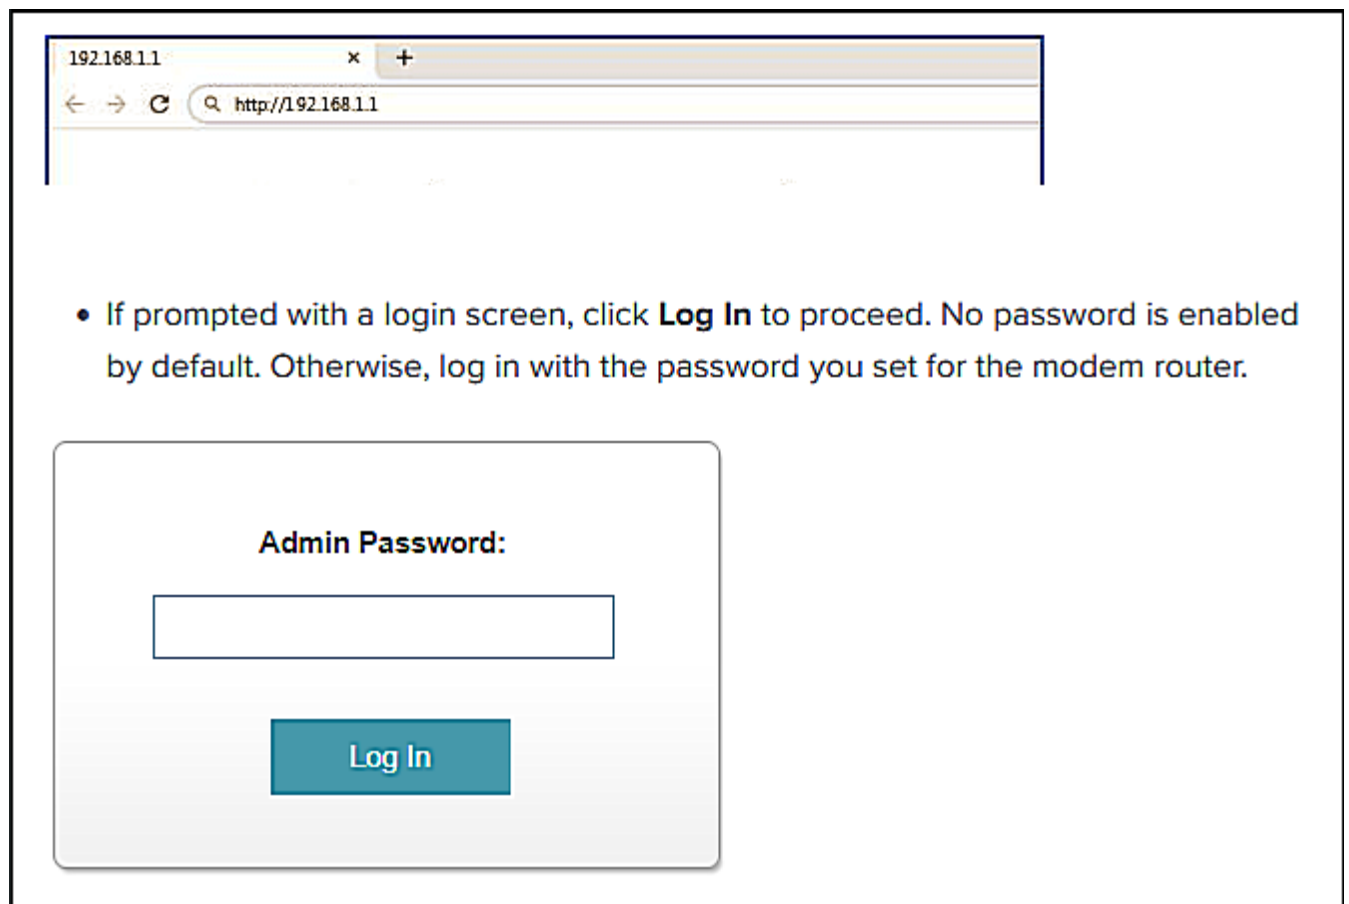 192.168.1.1
http://192.168.1.1
If prompted with a login screen, click Log In to proceed. No password is enabled
by default. Otherwise, log in with the password you set for the modem router.
Admin Password:
Log In